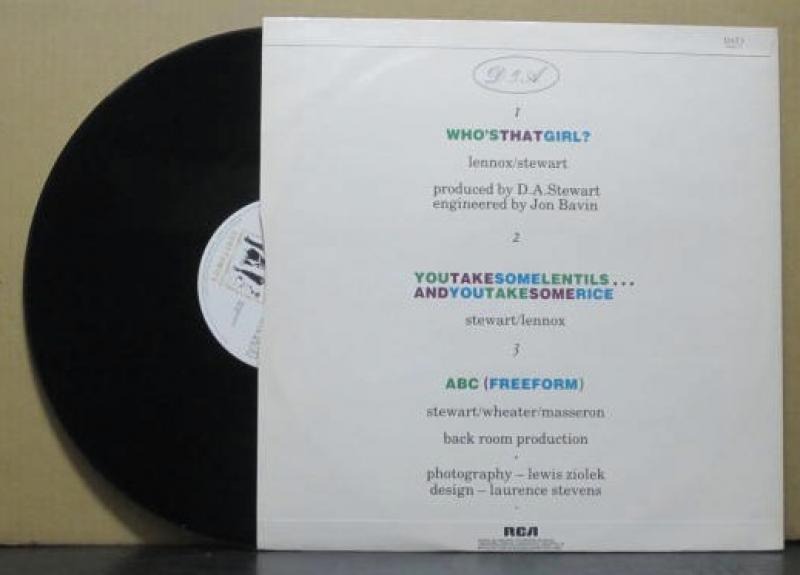 D.I.A
1
WHO'STHATGIRL?
lennox/stewart
produced by D.A.Stewart
engineered by Jon Bavin
2
YOUTAKESOMELENTILS...
ANDYOUTAKESOMERICE
stewart/lennox
3
ABC (FREEFORM)
stewart/wheater/masseron
back room production
photography – lewis ziolek
design – laurence stevens
RCA